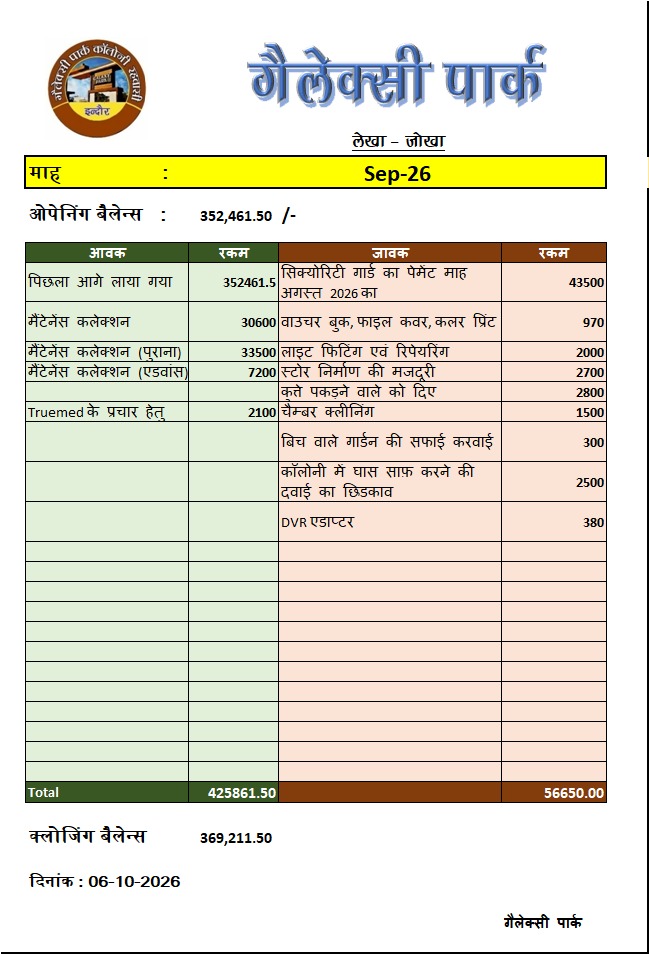 गैलेक्सी पार्क कॉलोनी रहवासी
इन्दौर
गैलेक्सी पार्क
लेखा – जोखा
माह : Sep-26
ओपेनिंग बैलेन्स : 352,461.50 /-
आवक रकम जावक रकम
पिछला आगे लाया गया 352461.5 सिक्योरिटी गार्ड का पेमेंट माह
अगस्त 2026 का 43500
मैंटेनेंस कलेक्शन 30600 वाउचर बुक, फाइल कवर, कलर प्रिंट 970
मैंटेनेंस कलेक्शन (पुराना) 33500 लाइट फिटिंग एवं रिपेयरिंग 2000
मैंटेनेंस कलेक्शन (एडवांस) 7200 स्टोर निर्माण की मजदूरी 2700
कुत्ते पकड़ने वाले को दिए 2800
Truemed के प्रचार हेतु 2100 चैम्बर क्लीनिंग 1500
बिच वाले गार्डन की सफाई करवाई 300
कॉलोनी में घास साफ़ करने की
दवाई का छिडकाव 2500
DVR एडाप्टर 380
Total 425861.50 56650.00
क्लोजिंग बैलेन्स 369,211.50
दिनांक : 06-10-2026
गैलेक्सी पार्क